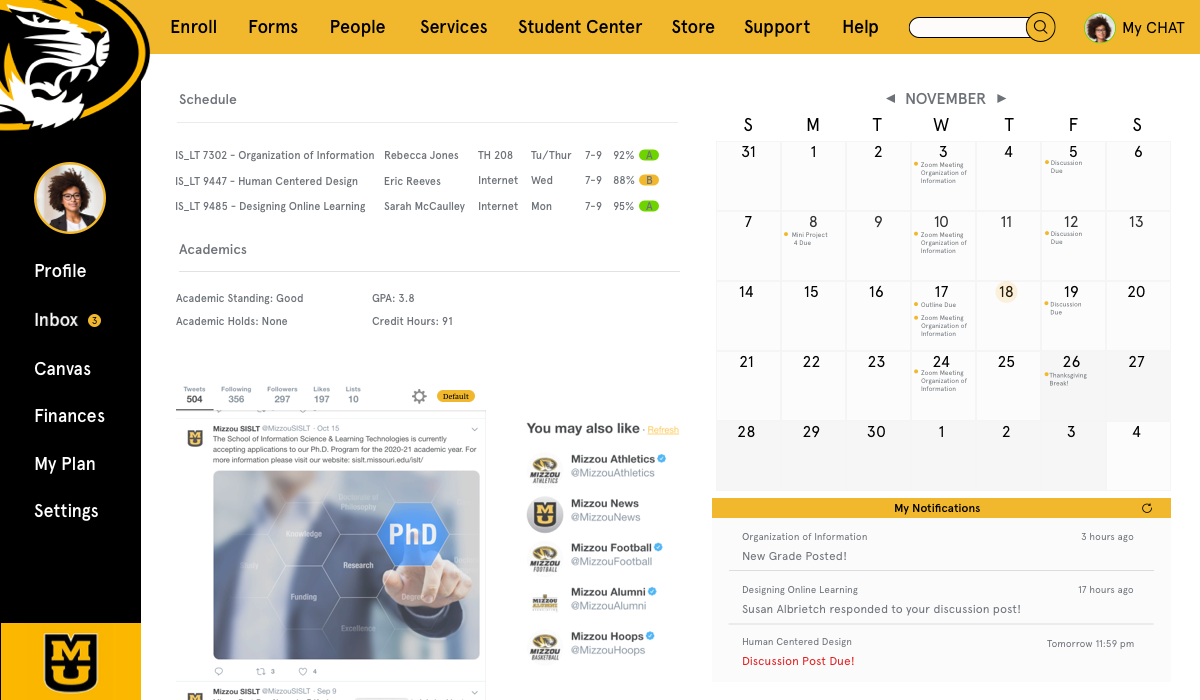 Enroll Forms People Services Student Center Store Support Help My CHAT
Profile
Inbox 3
Canvas
Finances
My Plan
Settings
MU
Schedule
IS_LT 7302 - Organization of Information Rebecca Jones TH 208 Tu/Thur 7-9 92% A
IS_LT 9447 - Human Centered Design Eric Reeves Internet Wed 7-9 88% B
IS_LT 9485 - Designing Online Learning Sarah McCaulley Internet Mon 7-9 95% A
Academics
Academic Standing: Good GPA: 3.8
Academic Holds: None Credit Hours: 91
Tweets Following Followers Likes Lists
504 356 297 197 10 Default
Mizzou SISLT @MizzouSISLT · Oct 15
The School of Information Science & Learning Technologies is currently
accepting applications to our Ph.D. Program for the 2020-21 academic year. For
more information please visit our website: sislt.missouri.edu/islt/
Philosophy
Knowledge
PhD
Study
Research
Funding
Degree
Excellence
3 4
Mizzou SISLT @MizzouSISLT · Sep 9
You may also like · Refresh
Mizzou Athletics
@MizzouAthletics
MIZZOU
ATHLETICS
Mizzou News
@MizzouNews
MU
Mizzou Football
@MizzouFootball
MIZZOU
FOOTBALL
Mizzou Alumni
@MizzouAlumni
MIZZOU
Mizzou Hoops
@MizzouHoops
MIZZOU
BASKETBALL
◄ NOVEMBER ►
S M T W T F S
31 1 2 3 4 5 6
Zoom Meeting
Organization of
Information
Discussion
Due
7 8 9 10 11 12 13
Mini Project
4 Due
Zoom Meeting
Organization of
Information
Discussion
Due
14 15 16 17 18 19 20
Outline Due
Zoom Meeting
Organization of
Information
Discussion
Due
21 22 23 24 25 26 27
Zoom Meeting
Organization of
Information
Thanksgiving
Break!
28 29 30 1 2 3 4
My Notifications
Organization of Information 3 hours ago
New Grade Posted!
Designing Online Learning 17 hours ago
Susan Albrietch responded to your discussion post!
Human Centered Design Tomorrow 11:59 pm
Discussion Post Due!